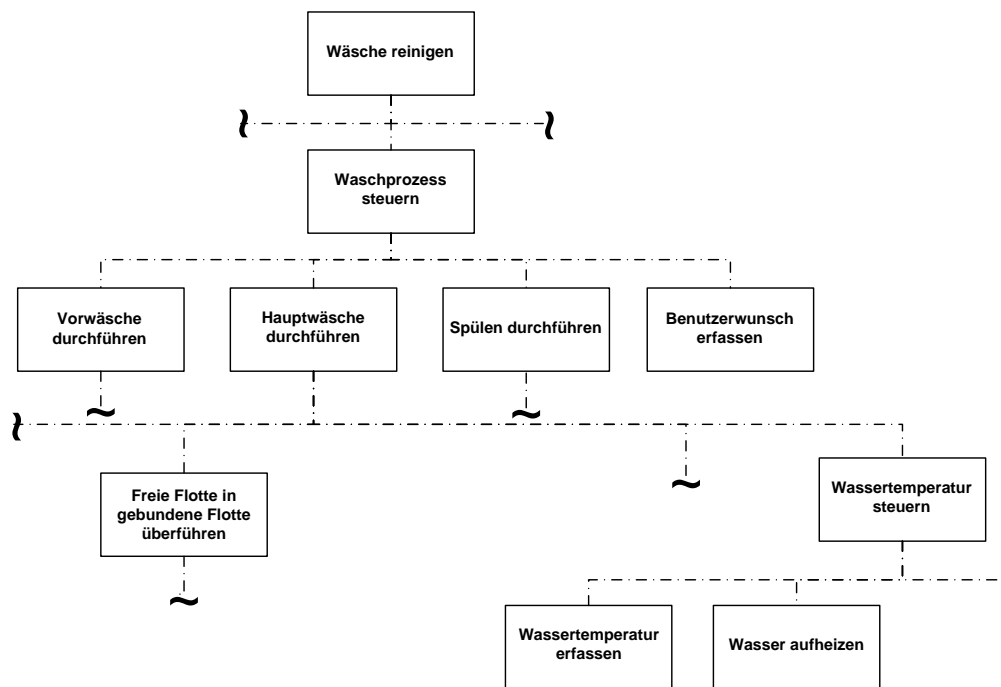 Wäsche reinigen
Waschprozess
steuern
Vorwäsche
durchführen
Hauptwäsche
durchführen
Spülen durchführen
Benutzerwunsch
erfassen
Freie Flotte in
gebundene Flotte
überführen
Wassertemperatur
steuern
Wassertemperatur
erfassen
Wasser aufheizen